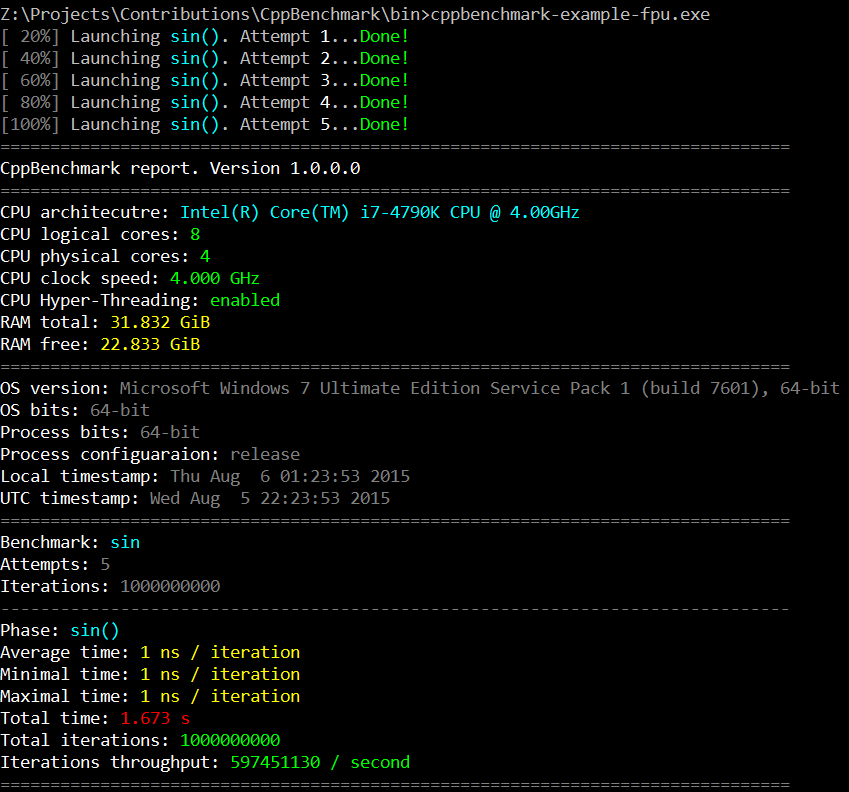 Z:\Projects\Contributions\CppBenchmark\bin>cppbenchmark-example-fpu.exe
[ 20%] Launching sin(). Attempt 1...Done!
[ 40%] Launching sin(). Attempt 2...Done!
[ 60%] Launching sin(). Attempt 3...Done!
[ 80%] Launching sin(). Attempt 4...Done!
[100%] Launching sin(). Attempt 5...Done!
===============================================================================
CppBenchmark report. Version 1.0.0.0
===============================================================================
CPU architecutre: Intel(R) Core(TM) i7-4790K CPU @ 4.00GHz
CPU logical cores: 8
CPU physical cores: 4
CPU clock speed: 4.000 GHz
CPU Hyper-Threading: enabled
RAM total: 31.832 GiB
RAM free: 22.833 GiB
===============================================================================
OS version: Microsoft Windows 7 Ultimate Edition Service Pack 1 (build 7601), 64-bit
OS bits: 64-bit
Process bits: 64-bit
Process configuaraion: release
Local timestamp: Thu Aug  6 01:23:53 2015
UTC timestamp: Wed Aug  5 22:23:53 2015
===============================================================================
Benchmark: sin
Attempts: 5
Iterations: 1000000000
-------------------------------------------------------------------------------
Phase: sin()
Average time: 1 ns / iteration
Minimal time: 1 ns / iteration
Maximal time: 1 ns / iteration
Total time: 1.673 s
Total iterations: 1000000000
Iterations throughput: 597451130 / second
===============================================================================